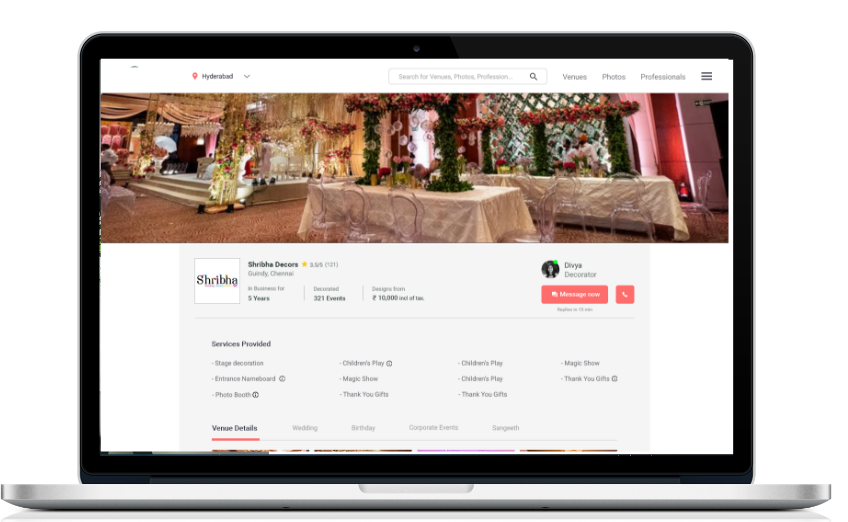 Hyderabad
Search for Venues, Photos, Profession...
Venues Photos Professionals
Shribha
Shribha Decors 3.5/5 (121)
Guindy, Chennai
In Business for
5 Years
Decorated
321 Events
Designs from
₹ 10,000 incl of tax.
Divya
Decorator
Message now
Replies in 15 min
Services Provided
- Stage decoration - Children's Play - Children's Play - Magic Show
- Entrance Nameboard - Magic Show - Children's Play - Thank You Gifts
- Photo Booth - Thank You Gifts - Thank You Gifts
Venue Details Wedding Birthday Corporate Events Sangeeth